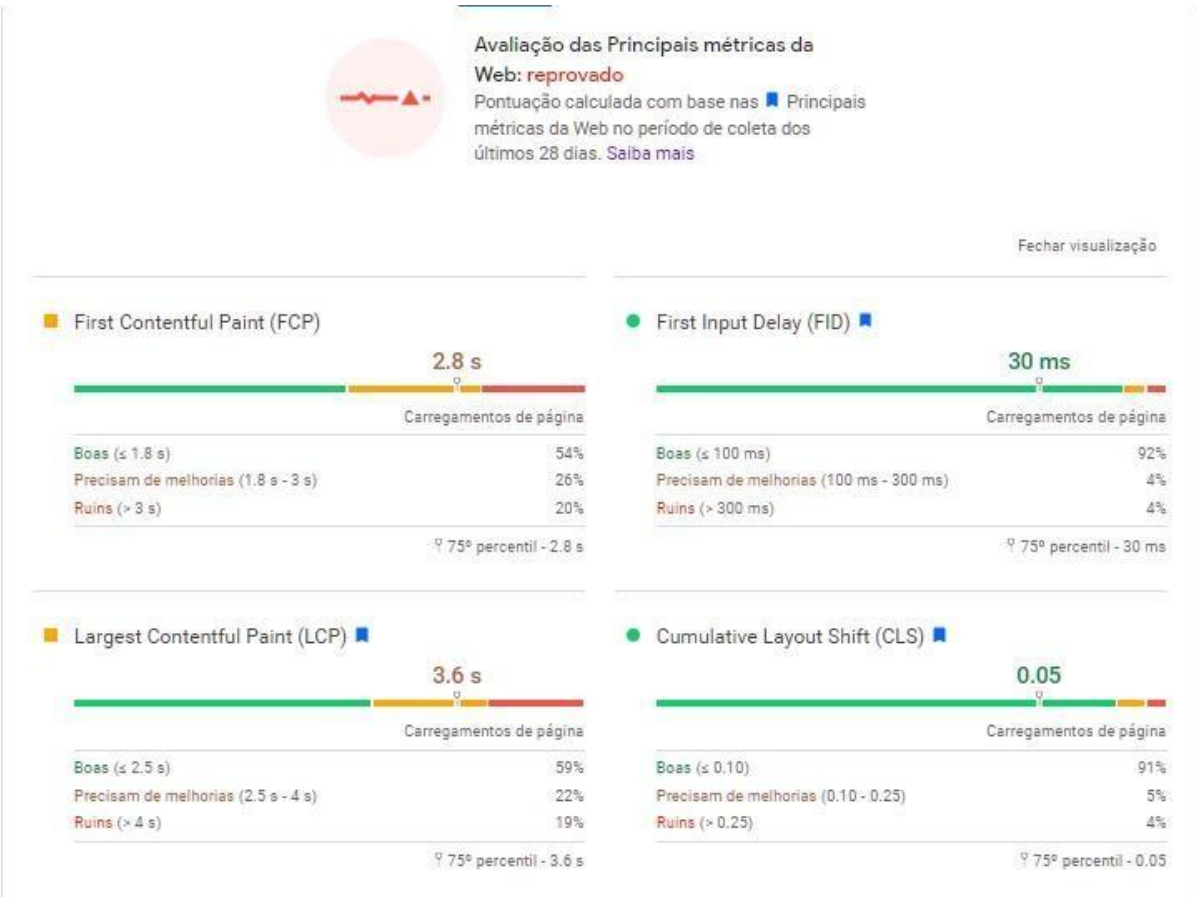 Avaliação das Principais métricas da
Web: reprovado
Pontuação calculada com base nas Principais
métricas da Web no período de coleta dos
últimos 28 dias. Saiba mais
Fechar visualização
First Contentful Paint (FCP)
2.8 s
Carregamentos de página
Boas (≤ 1.8 s) 54%
Precisam de melhorias (1.8 s - 3 s) 26%
Ruins (> 3 s) 20%
75º percentil - 2.8 s
First Input Delay (FID)
30 ms
Carregamentos de página
Boas (≤ 100 ms) 92%
Precisam de melhorias (100 ms - 300 ms) 4%
Ruins (> 300 ms) 4%
75º percentil - 30 ms
Largest Contentful Paint (LCP)
3.6 s
Carregamentos de página
Boas (≤ 2.5 s) 59%
Precisam de melhorias (2.5 s - 4 s) 22%
Ruins (> 4 s) 19%
75º percentil - 3.6 s
Cumulative Layout Shift (CLS)
0.05
Carregamentos de página
Boas (≤ 0.10) 91%
Precisam de melhorias (0.10 - 0.25) 5%
Ruins (> 0.25) 4%
75º percentil - 0.05